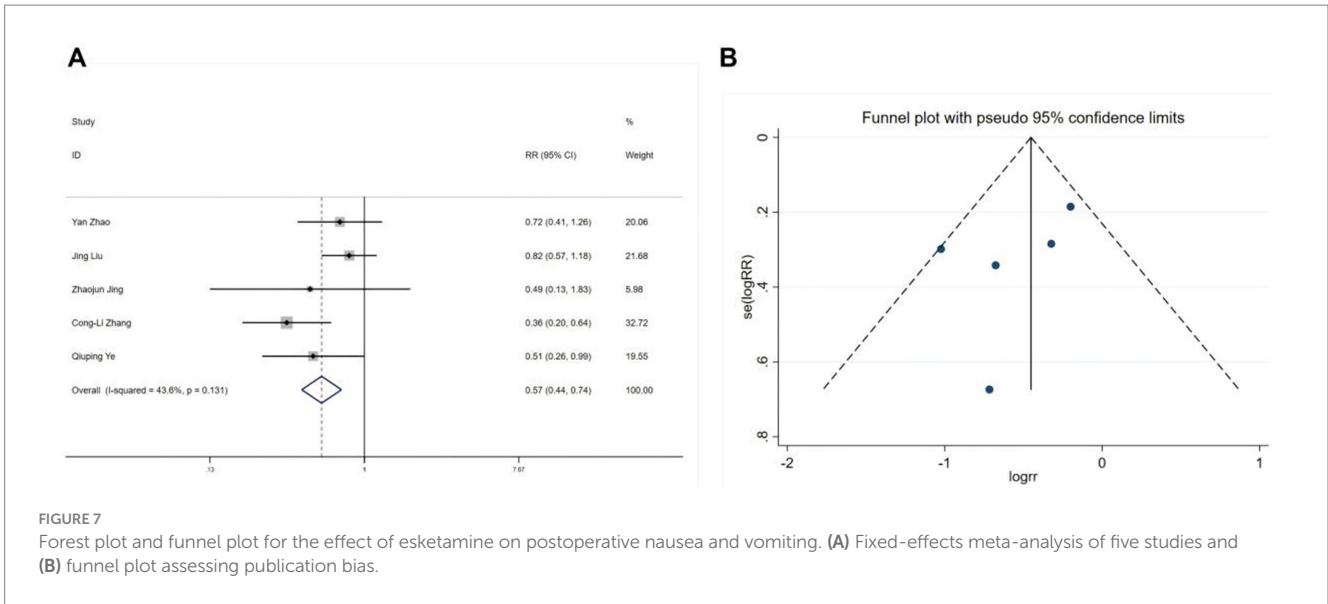 A
Study %
ID RR (95% CI) Weight
Yan Zhao 0.72 (0.41, 1.26) 20.06
Jing Liu 0.82 (0.57, 1.18) 21.68
Zhaojun Jing 0.49 (0.13, 1.83) 5.98
Cong-Li Zhang 0.36 (0.20, 0.64) 32.72
Qiuping Ye 0.51 (0.26, 0.99) 19.55
Overall (I-squared = 43.6%, p = 0.131) 0.57 (0.44, 0.74) 100.00
.13 1 7.67
B
Funnel plot with pseudo 95% confidence limits
se(logRR)
0
.2
.4
.6
.8
-2 -1 0 1
logrr
FIGURE 7
Forest plot and funnel plot for the effect of esketamine on postoperative nausea and vomiting. (A) Fixed-effects meta-analysis of five studies and
(B) funnel plot assessing publication bias.